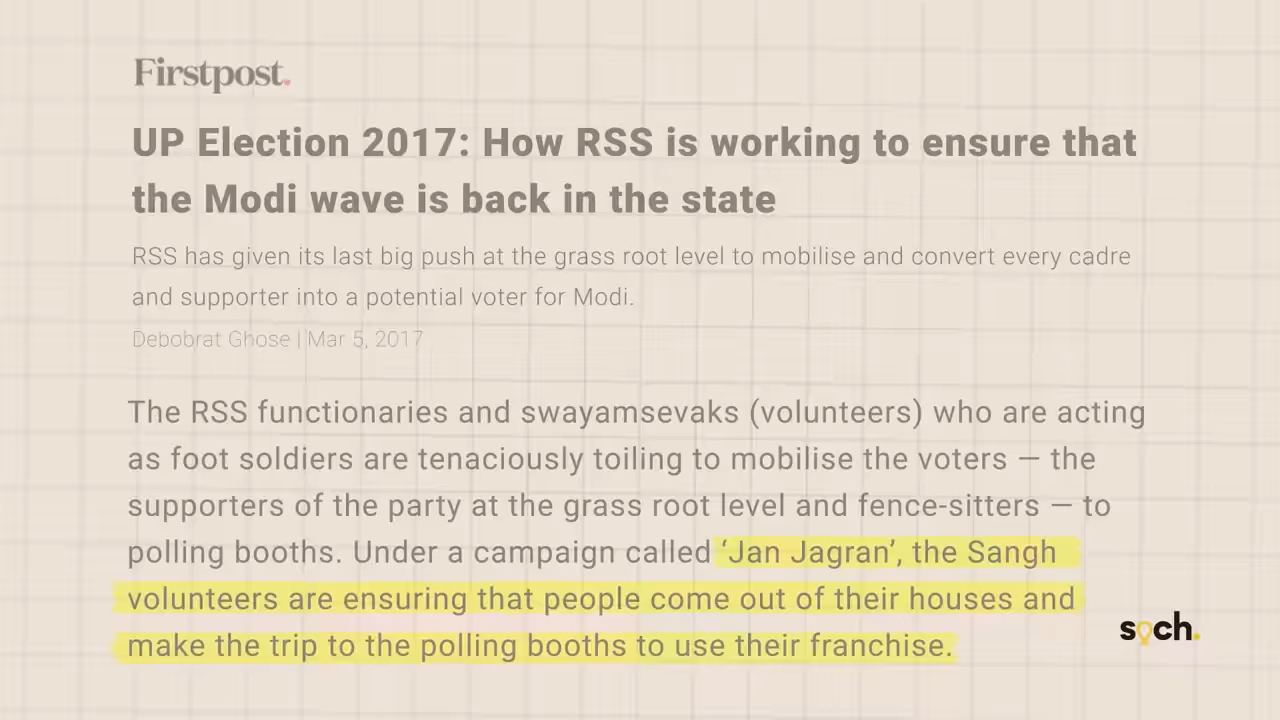 Firstpost.
UP Election 2017: How RSS is working to ensure that
the Modi wave is back in the state
RSS has given its last big push at the grass root level to mobilise and convert every cadre
and supporter into a potential voter for Modi.
Debobrat Ghose | Mar 5, 2017
The RSS functionaries and swayamsevaks (volunteers) who are acting
as foot soldiers are tenaciously toiling to mobilise the voters — the
supporters of the party at the grass root level and fence-sitters — to
polling booths. Under a campaign called ‘Jan Jagran’, the Sangh
volunteers are ensuring that people come out of their houses and
make the trip to the polling booths to use their franchise.
soch.